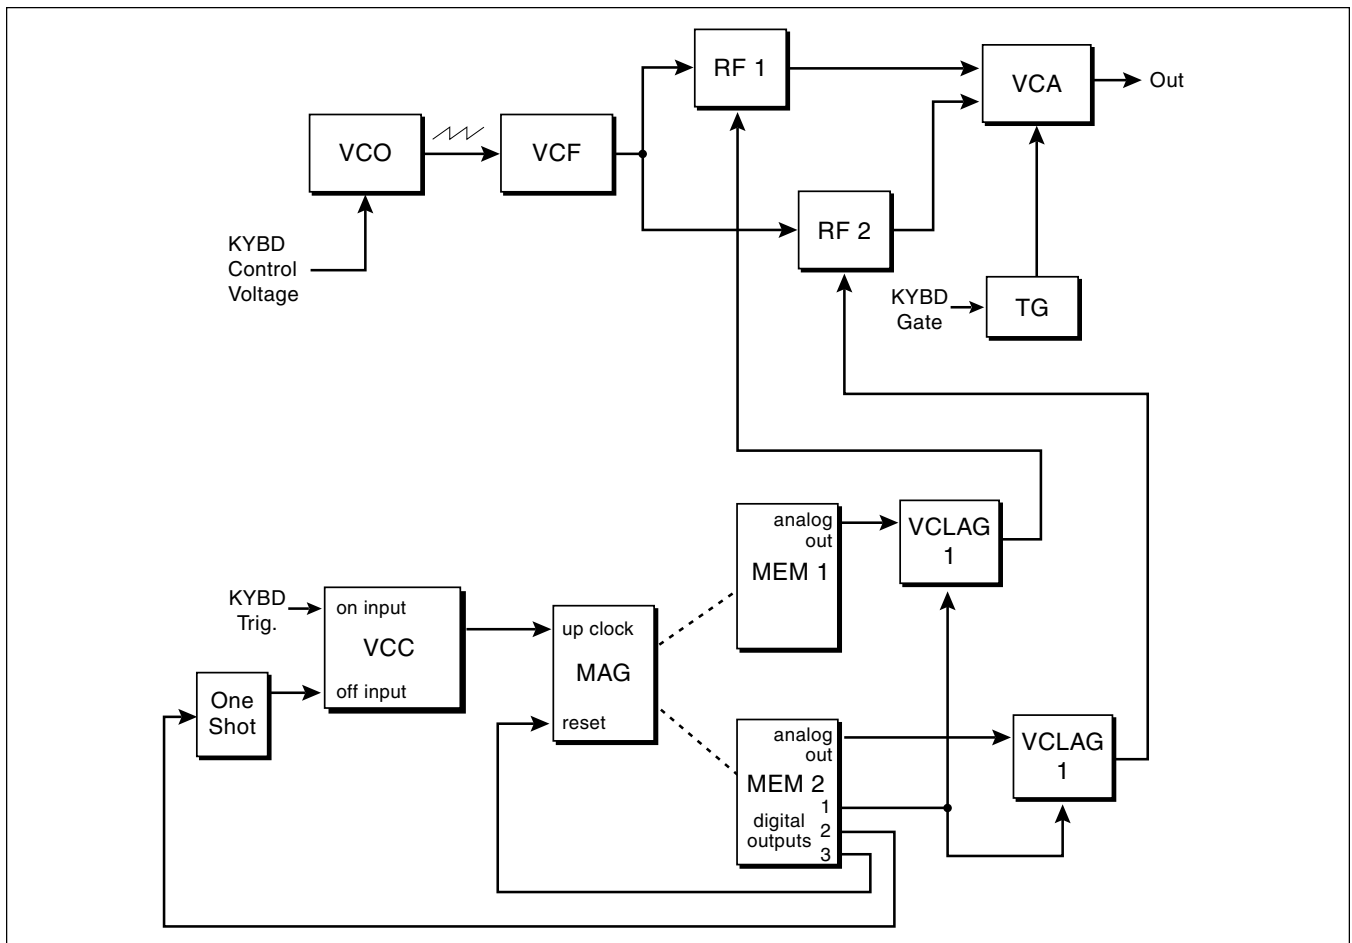 RF 1
VCA
Out
VCO
VCF
RF 2
KYBD
Control
Voltage
KYBD
Gate
TG
analog
out
MEM 1
VCLAG
1
KYBD
Trig.
on input
VCC
off input
up clock
MAG
reset
One
Shot
analog
out
MEM 2
1
digital
outputs
2
3
VCLAG
1